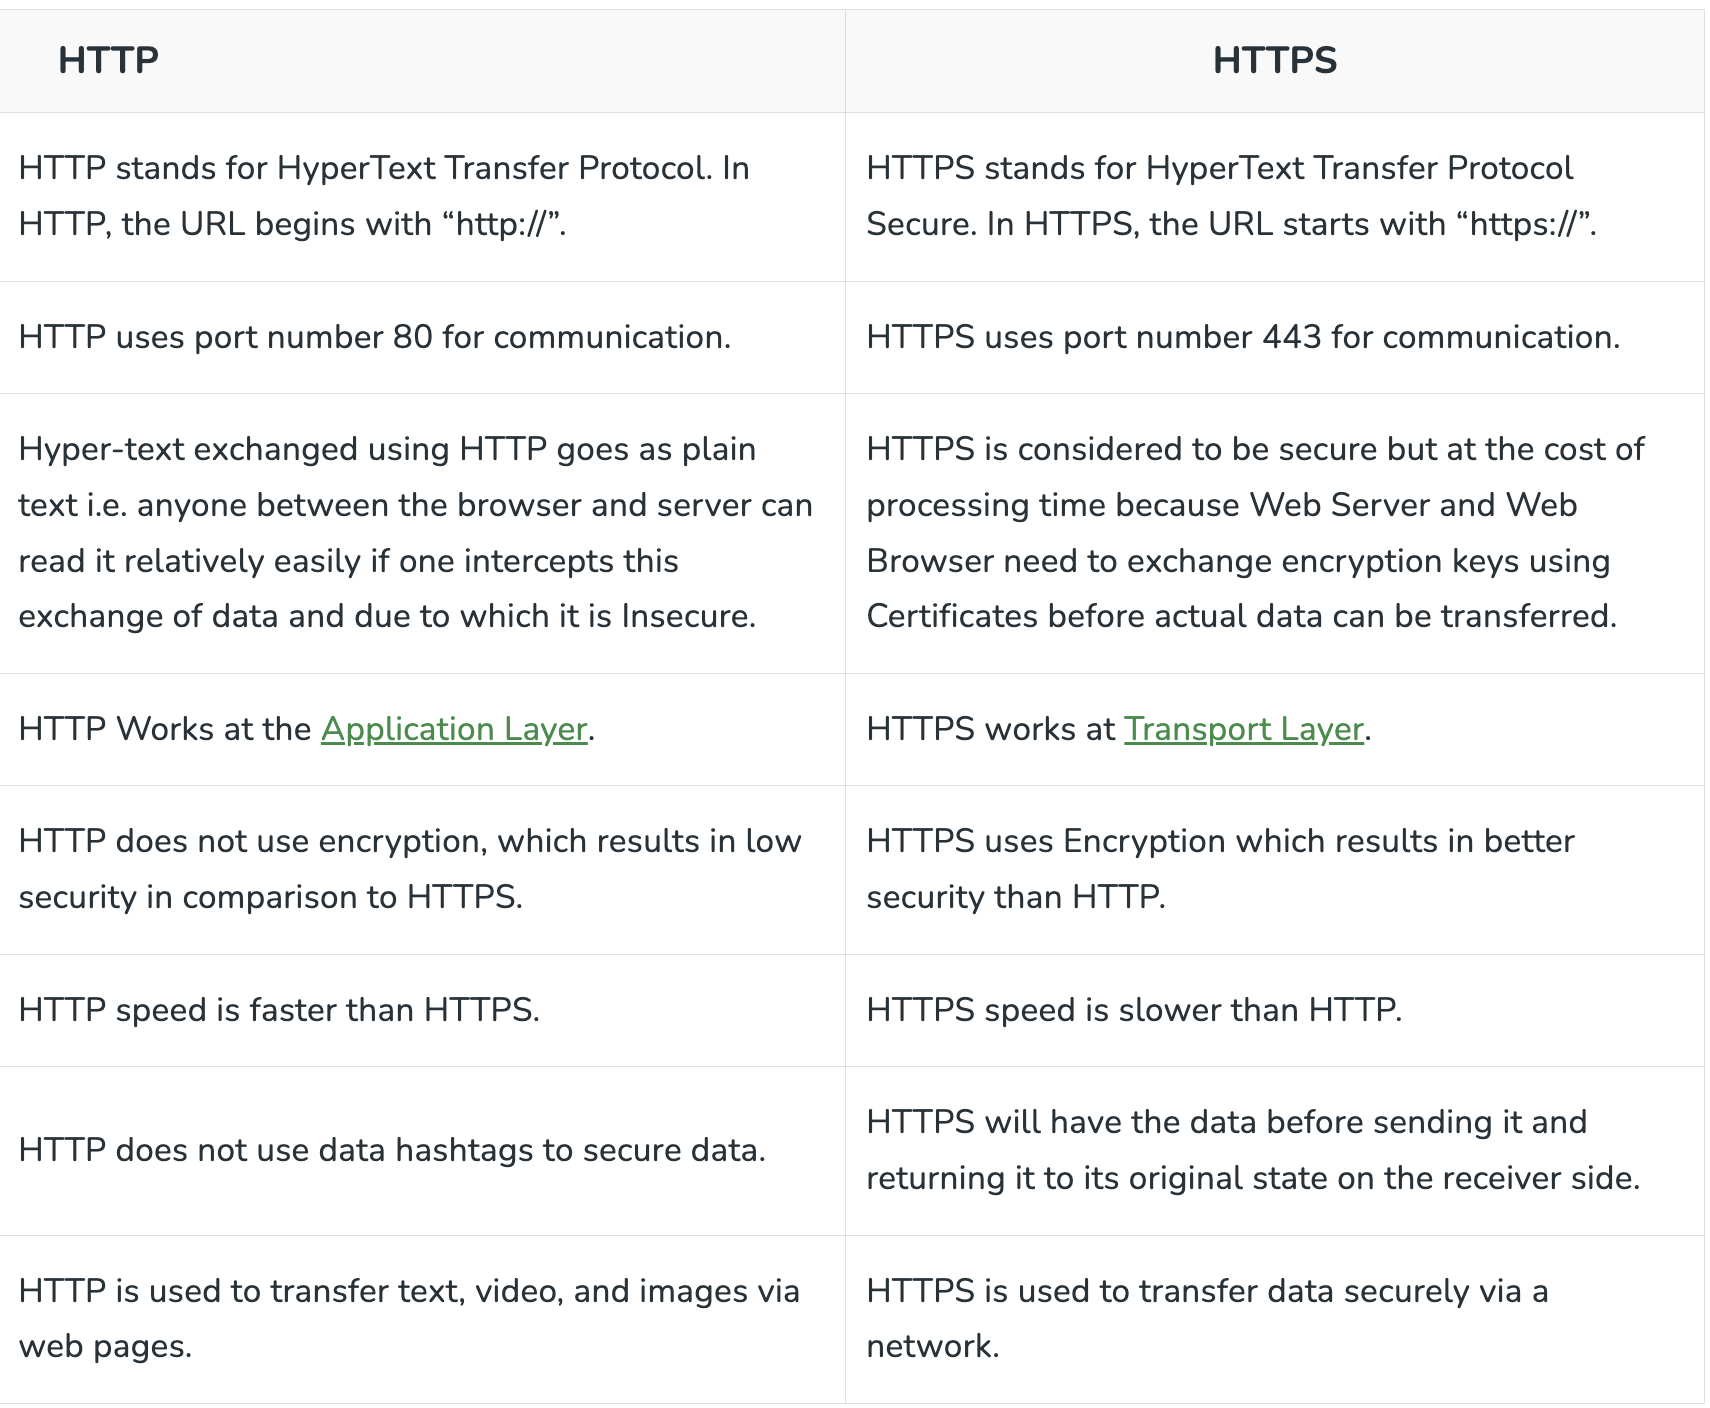 HTTP
HTTPS
HTTP stands for HyperText Transfer Protocol. In
HTTP, the URL begins with “http://”.
HTTPS stands for HyperText Transfer Protocol
Secure. In HTTPS, the URL starts with “https://”.
HTTP uses port number 80 for communication.
HTTPS uses port number 443 for communication.
Hyper-text exchanged using HTTP goes as plain
text i.e. anyone between the browser and server can
read it relatively easily if one intercepts this
exchange of data and due to which it is Insecure.
HTTPS is considered to be secure but at the cost of
processing time because Web Server and Web
Browser need to exchange encryption keys using
Certificates before actual data can be transferred.
HTTP Works at the Application Layer.
HTTPS works at Transport Layer.
HTTP does not use encryption, which results in low
security in comparison to HTTPS.
HTTPS uses Encryption which results in better
security than HTTP.
HTTP speed is faster than HTTPS.
HTTPS speed is slower than HTTP.
HTTP does not use data hashtags to secure data.
HTTPS will have the data before sending it and
returning it to its original state on the receiver side.
HTTP is used to transfer text, video, and images via
web pages.
HTTPS is used to transfer data securely via a
network.